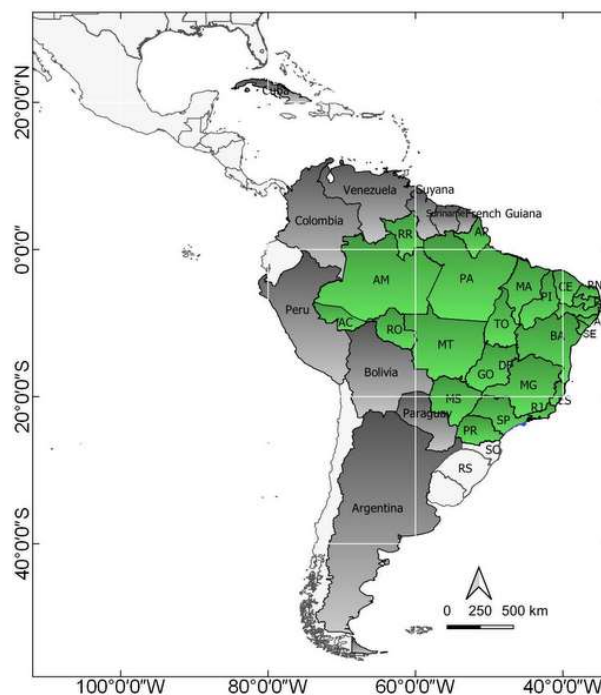 20°0'0"N
0°0'0"
20°0'0"S
40°0'0"S
Cuba
Venezuela
Guyana
Suriname
French Guiana
Colombia
RR
AP
AM
PA
MA
CE
RN
PI
Peru
AC
RO
TO
SE
BA
MT
Bolivia
GO
DF
MG
MS
ES
Paraguay
SP
RJ
PR
RS
Argentina
0 250 500 km
100°0'0"W 80°0'0"W 60°0'0"W 40°0'0"W